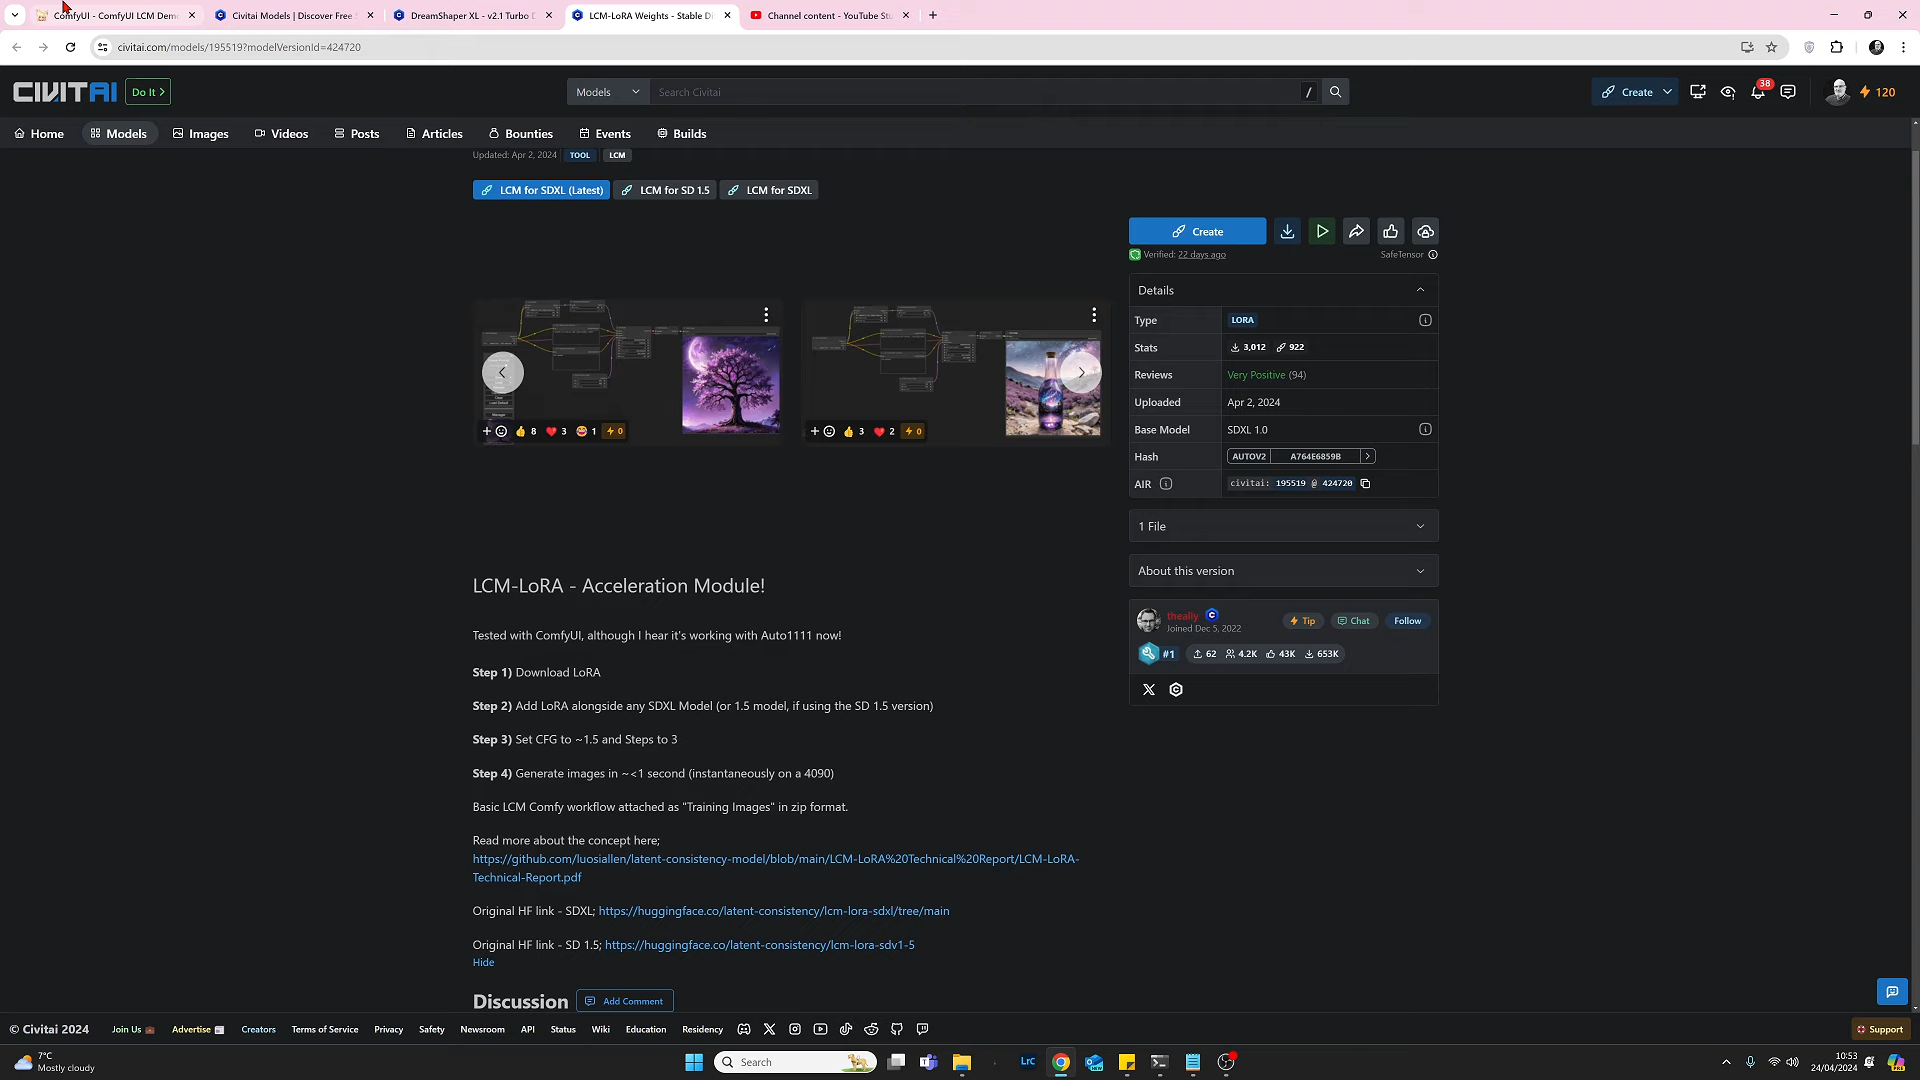 ComfyUI - ComfyUI LCM Dem
Civitai Models | Discover Free S
DreamShaper XL - v2.1 Turbo D
LCM-LoRA Weights - Stable Di
Channel content - YouTube Stu
civitai.com/models/195519?modelVersionId=424720
CIVITAI
Do It >
Models
Search Civitai
/
Create
38
120
Home
Models
Images
Videos
Posts
Articles
Bounties
Events
Builds
Updated: Apr 2, 2024 TOOL LCM
LCM for SDXL (Latest)
LCM for SD 1.5
LCM for SDXL
Create
Verified: 22 days ago
SafeTensor
Details
Type LORA
Stats 3,012 922
Reviews Very Positive (94)
Uploaded Apr 2, 2024
Base Model SDXL 1.0
Hash AUTOV2 A764E6859B
AIR civitai: 195519 @ 424720
+ 8 3 1 0
+ 3 2 0
1 File
About this version
theally
Joined Dec 5, 2022
Tip
Chat
Follow
#1 62 4.2K 43K 653K
LCM-LoRA - Acceleration Module!
Tested with ComfyUI, although I hear it's working with Auto1111 now!
Step 1) Download LoRA
Step 2) Add LoRA alongside any SDXL Model (or 1.5 model, if using the SD 1.5 version)
Step 3) Set CFG to ~1.5 and Steps to 3
Step 4) Generate images in ~<1 second (instantaneously on a 4090)
Basic LCM Comfy workflow attached as "Training Images" in zip format.
Read more about the concept here;
https://github.com/luosiallen/latent-consistency-model/blob/main/LCM-LoRA%20Technical%20Report/LCM-LoRA-
Technical-Report.pdf
Original HF link - SDXL; https://huggingface.co/latent-consistency/lcm-lora-sdxl/tree/main
Original HF link - SD 1.5; https://huggingface.co/latent-consistency/lcm-lora-sdv1-5
Hide
Discussion
Add Comment
© Civitai 2024
Join Us
Advertise
Creators
Terms of Service
Privacy
Safety
Newsroom
API
Status
Wiki
Education
Residency
Support
7°C
Mostly cloudy
Search
LrC
10:53
24/04/2024